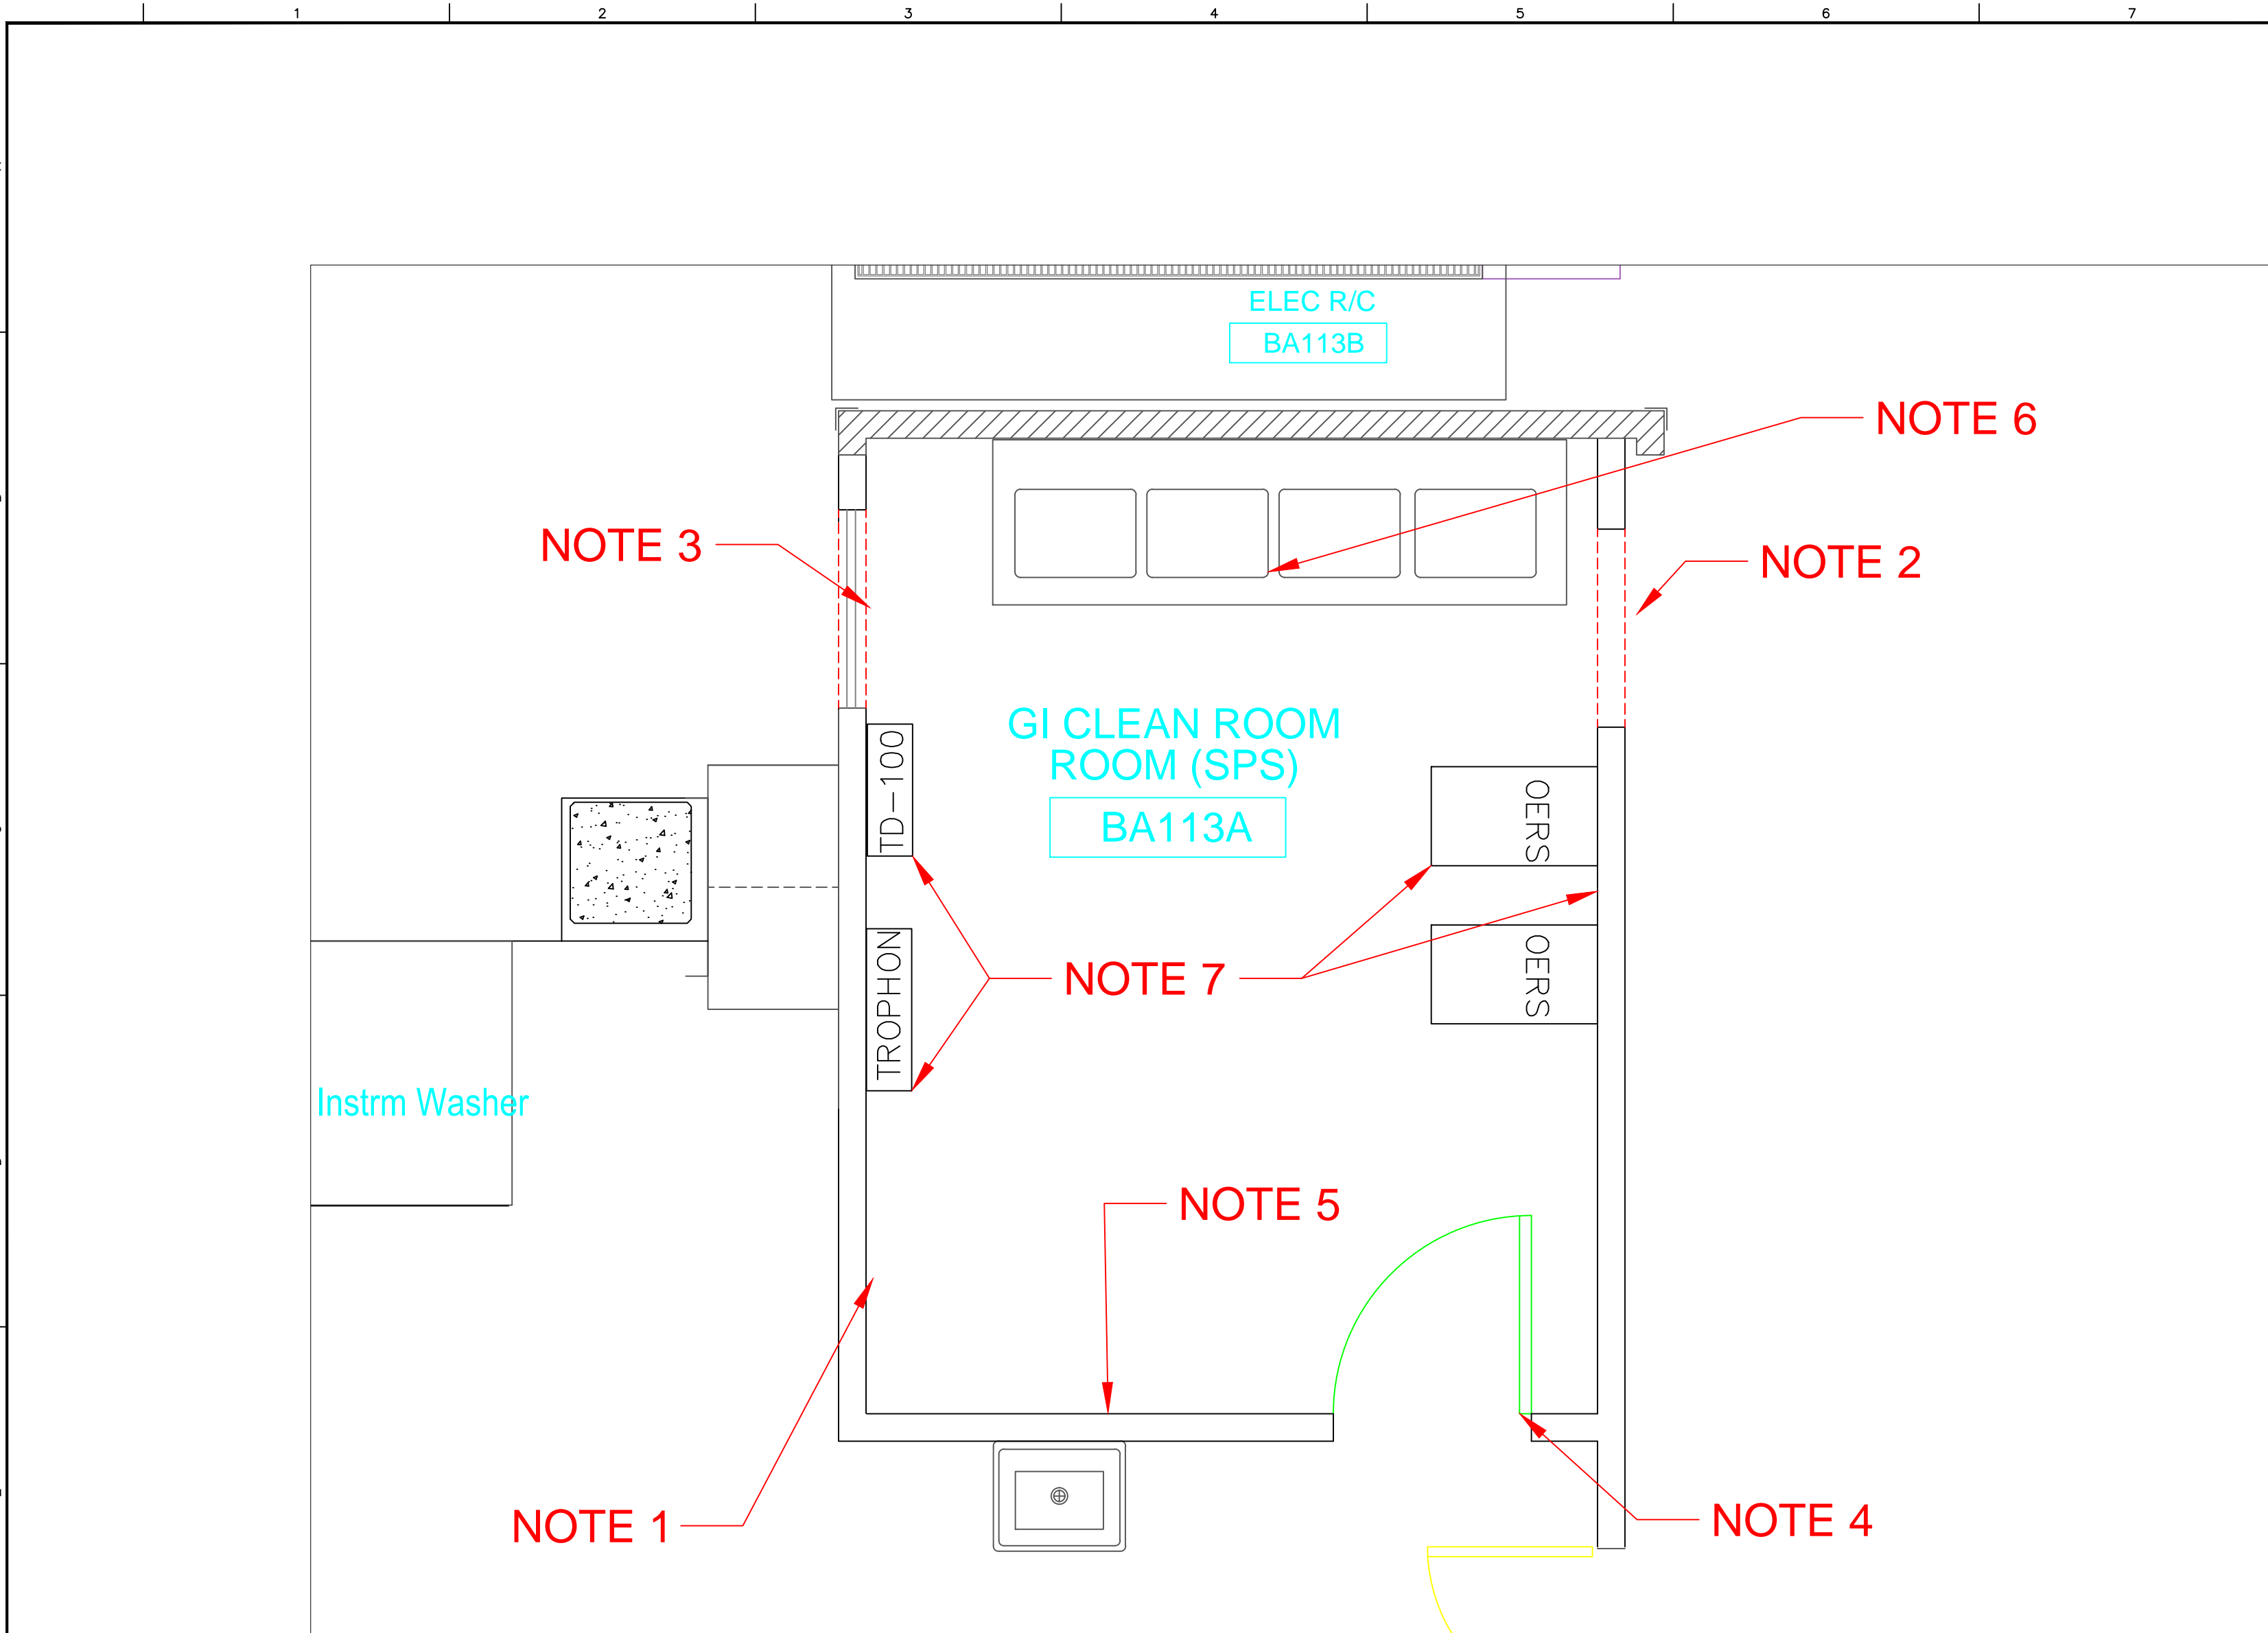 1 2 3 4 5 6 7
ELEC R/C
BA113B
NOTE 6
NOTE 3
NOTE 2
GI CLEAN ROOM
ROOM (SPS)
BA113A
TD-100
OERS
TROPHON
NOTE 7
OERS
Instrm Washer
NOTE 5
NOTE 1
NOTE 4